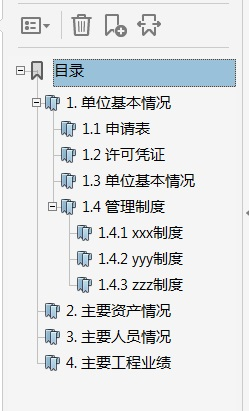 目录
1. 单位基本情况
1.1 申请表
1.2 许可凭证
1.3 单位基本情况
1.4 管理制度
1.4.1 xxx制度
1.4.2 yyy制度
1.4.3 zzz制度
2. 主要资产情况
3. 主要人员情况
4. 主要工程业绩